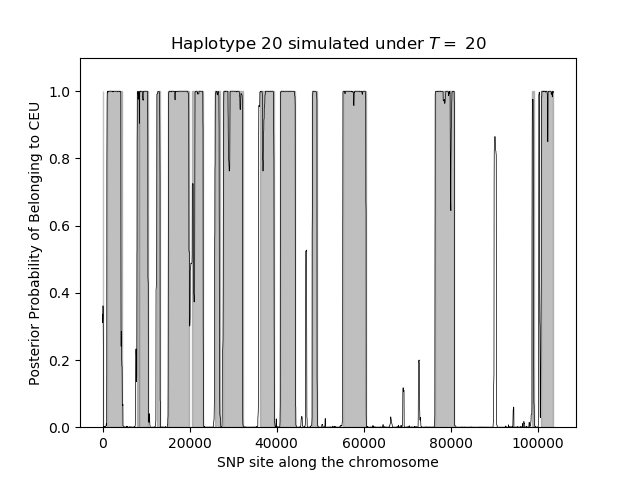 Haplotype 20 simulated under T = 20
Posterior Probability of Belonging to CEU
1.0
0.8
0.6
0.4
0.2
0.0
0 20000 40000 60000 80000 100000
SNP site along the chromosome